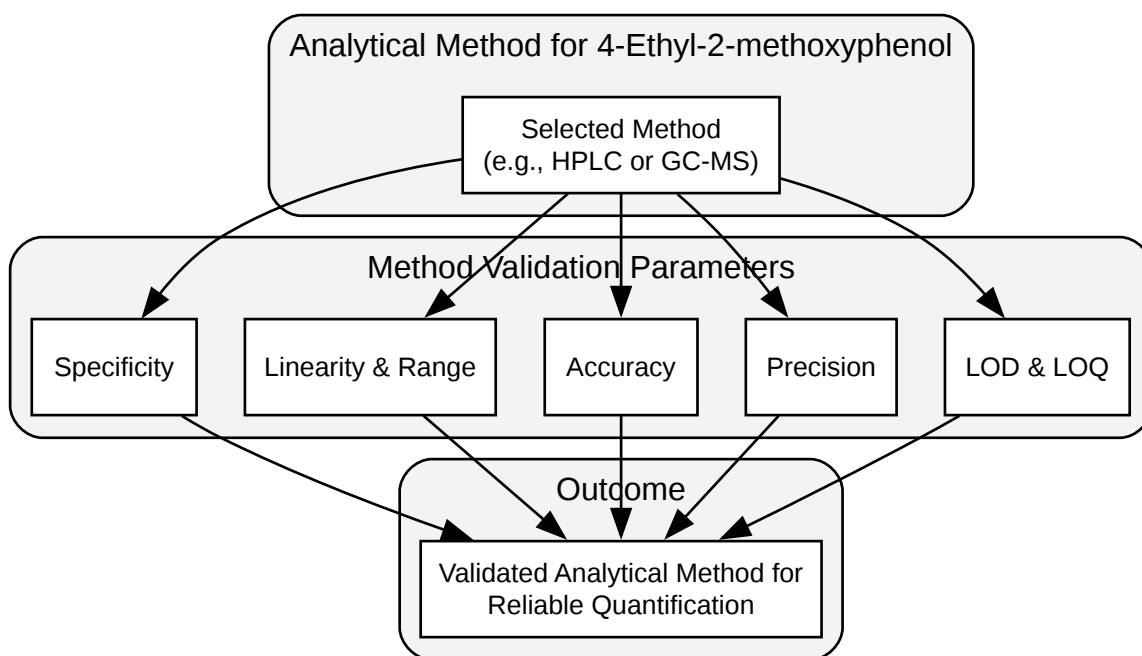 Analytical Method for 4-Ethyl-2-methoxyphenol
Selected Method
(e.g., HPLC or GC-MS)
Method Validation Parameters
Specificity
Linearity & Range
Accuracy
Precision
LOD & LOQ
Outcome
Validated Analytical Method for
Reliable Quantification